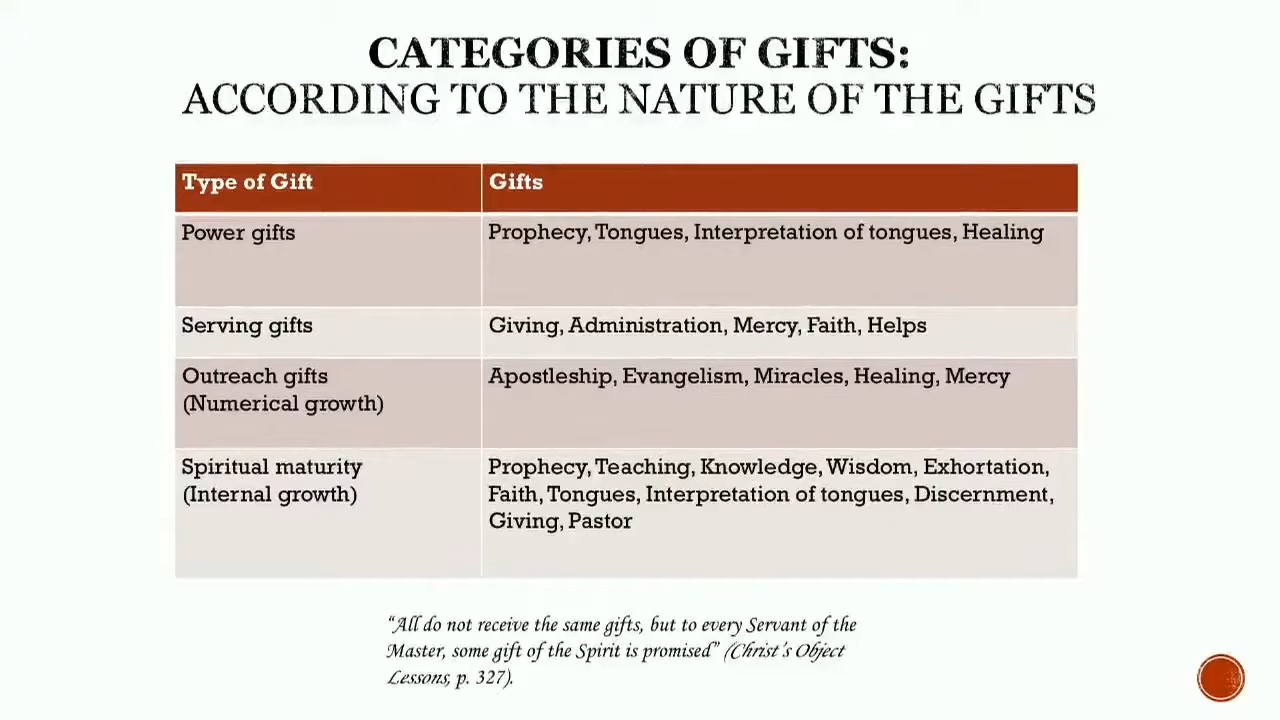 CATEGORIES OF GIFTS:
ACCORDING TO THE NATURE OF THE GIFTS
Type of Gift
Gifts
Power gifts
Prophecy, Tongues, Interpretation of tongues, Healing
Serving gifts
Giving, Administration, Mercy, Faith, Helps
Outreach gifts
(Numerical growth)
Apostleship, Evangelism, Miracles, Healing, Mercy
Spiritual maturity
(Internal growth)
Prophecy, Teaching, Knowledge, Wisdom, Exhortation,
Faith, Tongues, Interpretation of tongues, Discernment,
Giving, Pastor
“All do not receive the same gifts, but to every Servant of the
Master, some gift of the Spirit is promised” (Christ’s Object
Lessons, p. 327).